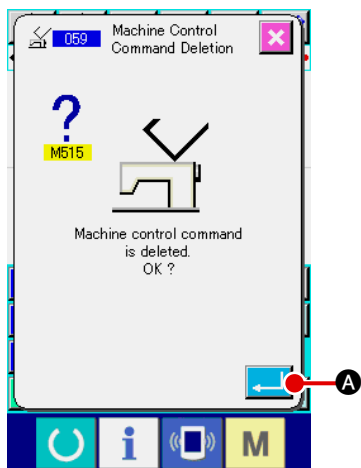 059
Machine Control
Command Deletion
?
M515
Machine control command
is deleted.
OK ?
A
i
M